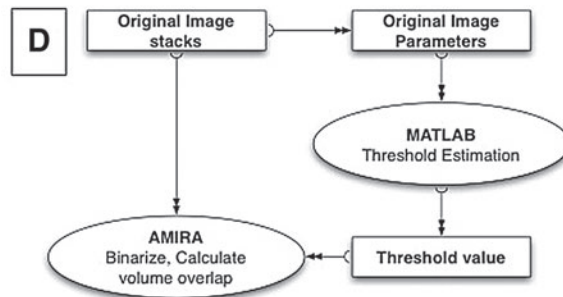 D
Original Image
stacks
Original Image
Parameters
MATLAB
Threshold Estimation
AMIRA
Binarize, Calculate
volume overlap
Threshold value